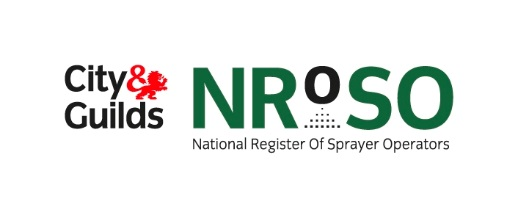 City&
Guilds
NRoSO
National Register Of Sprayer Operators